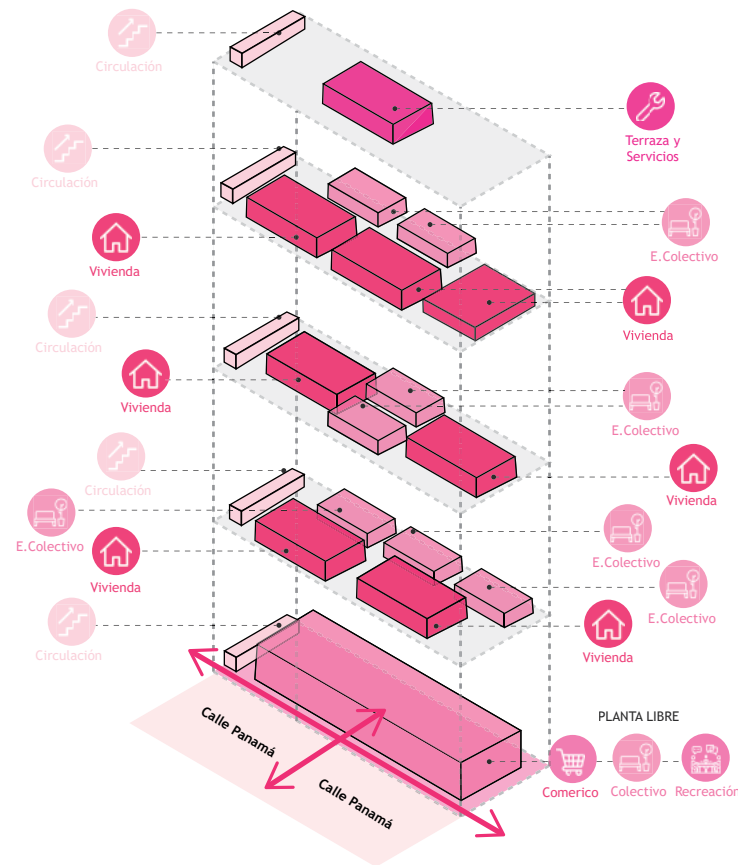 Circulación
Terraza y
Servicios
Circulación
E.Colectivo
Vivienda
Vivienda
Circulación
Vivienda
E.Colectivo
Circulación
Vivienda
E.Colectivo
E.Colectivo
Vivienda
E.Colectivo
Circulación
Vivienda
Calle Panamá
Calle Panamá
PLANTA LIBRE
Comerico
Colectivo
Recreación